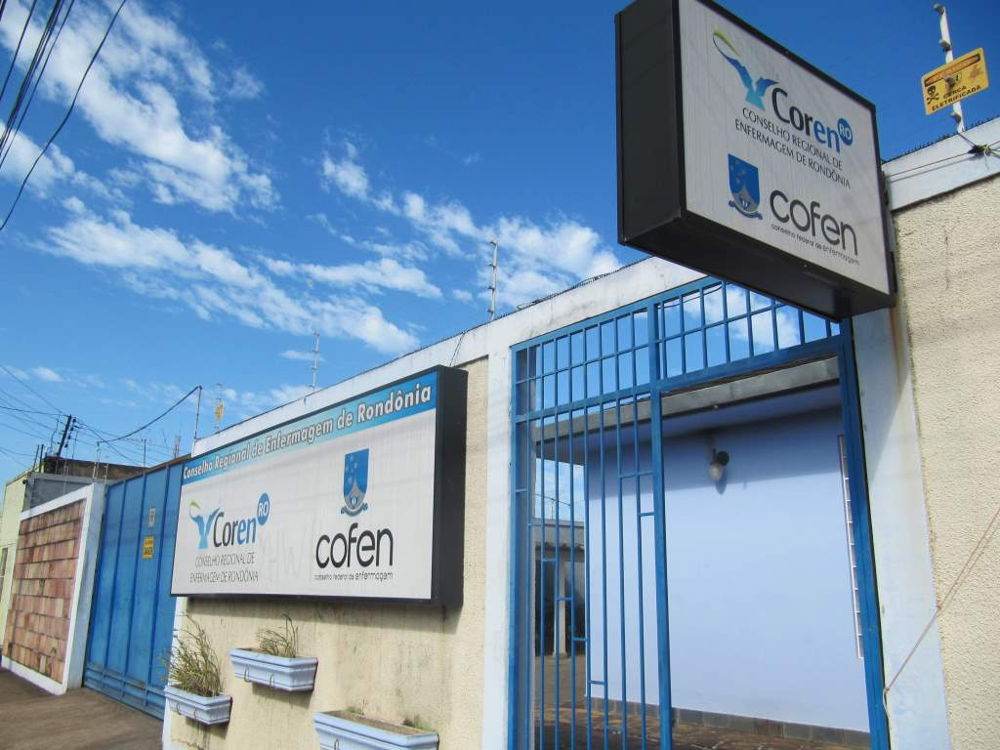 Coren RO
CONSELHO REGIONAL DE
ENFERMAGEM DE RONDÔNIA
cofen
conselho federal de enfermagem
CERCA
ELETRIFICADA
Conselho Regional de Enfermagem de Rondônia
Coren RO
CONSELHO REGIONAL DE
ENFERMAGEM DE RONDÔNIA
cofen
conselho federal de enfermagem